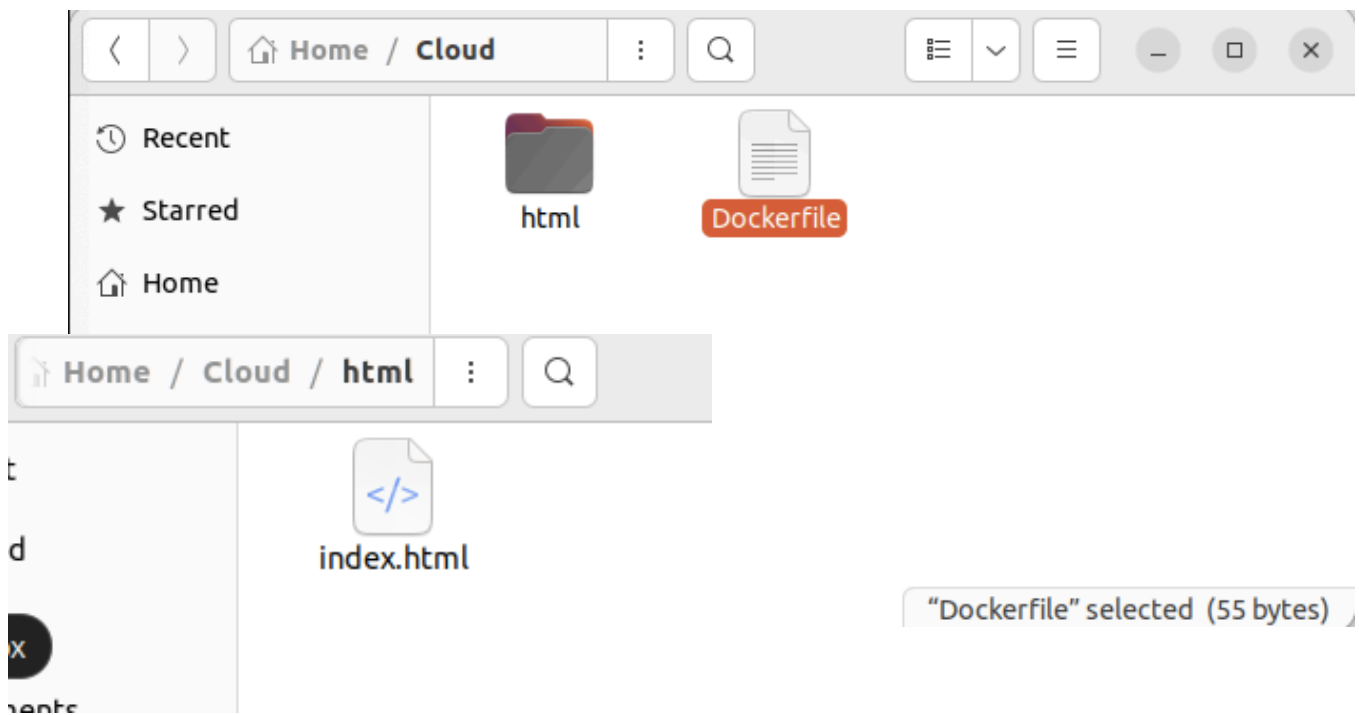 Home / Cloud
Recent
Starred
Home
html
Dockerfile
Home / Cloud / html
index.html
"Dockerfile" selected (55 bytes)